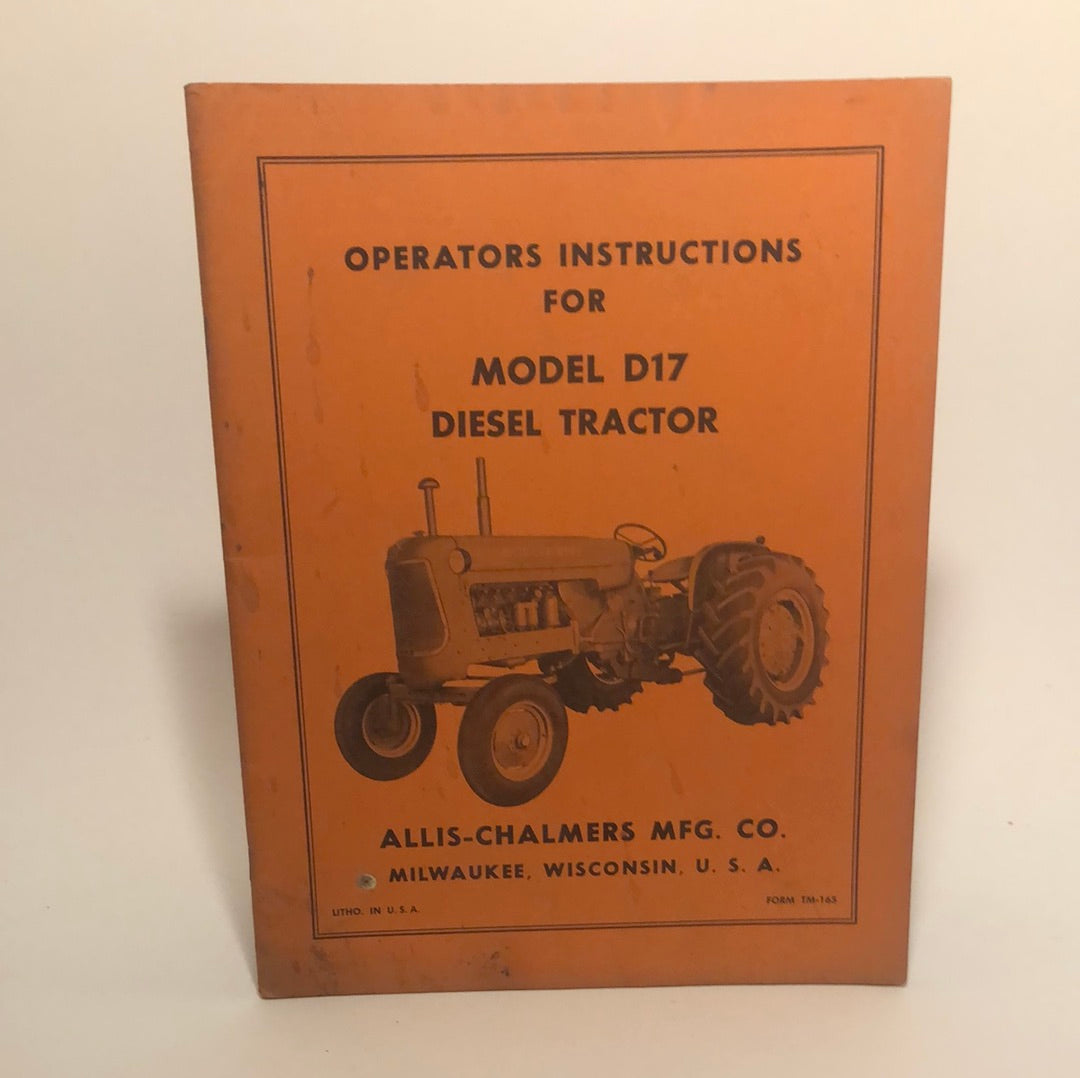 OPERATORS INSTRUCTIONS
FOR
MODEL D17
DIESEL TRACTOR
ALLIS-CHALMERS MFG. CO.
MILWAUKEE, WISCONSIN, U. S. A.
LITHO. IN U. S. A.
FORM TM-163